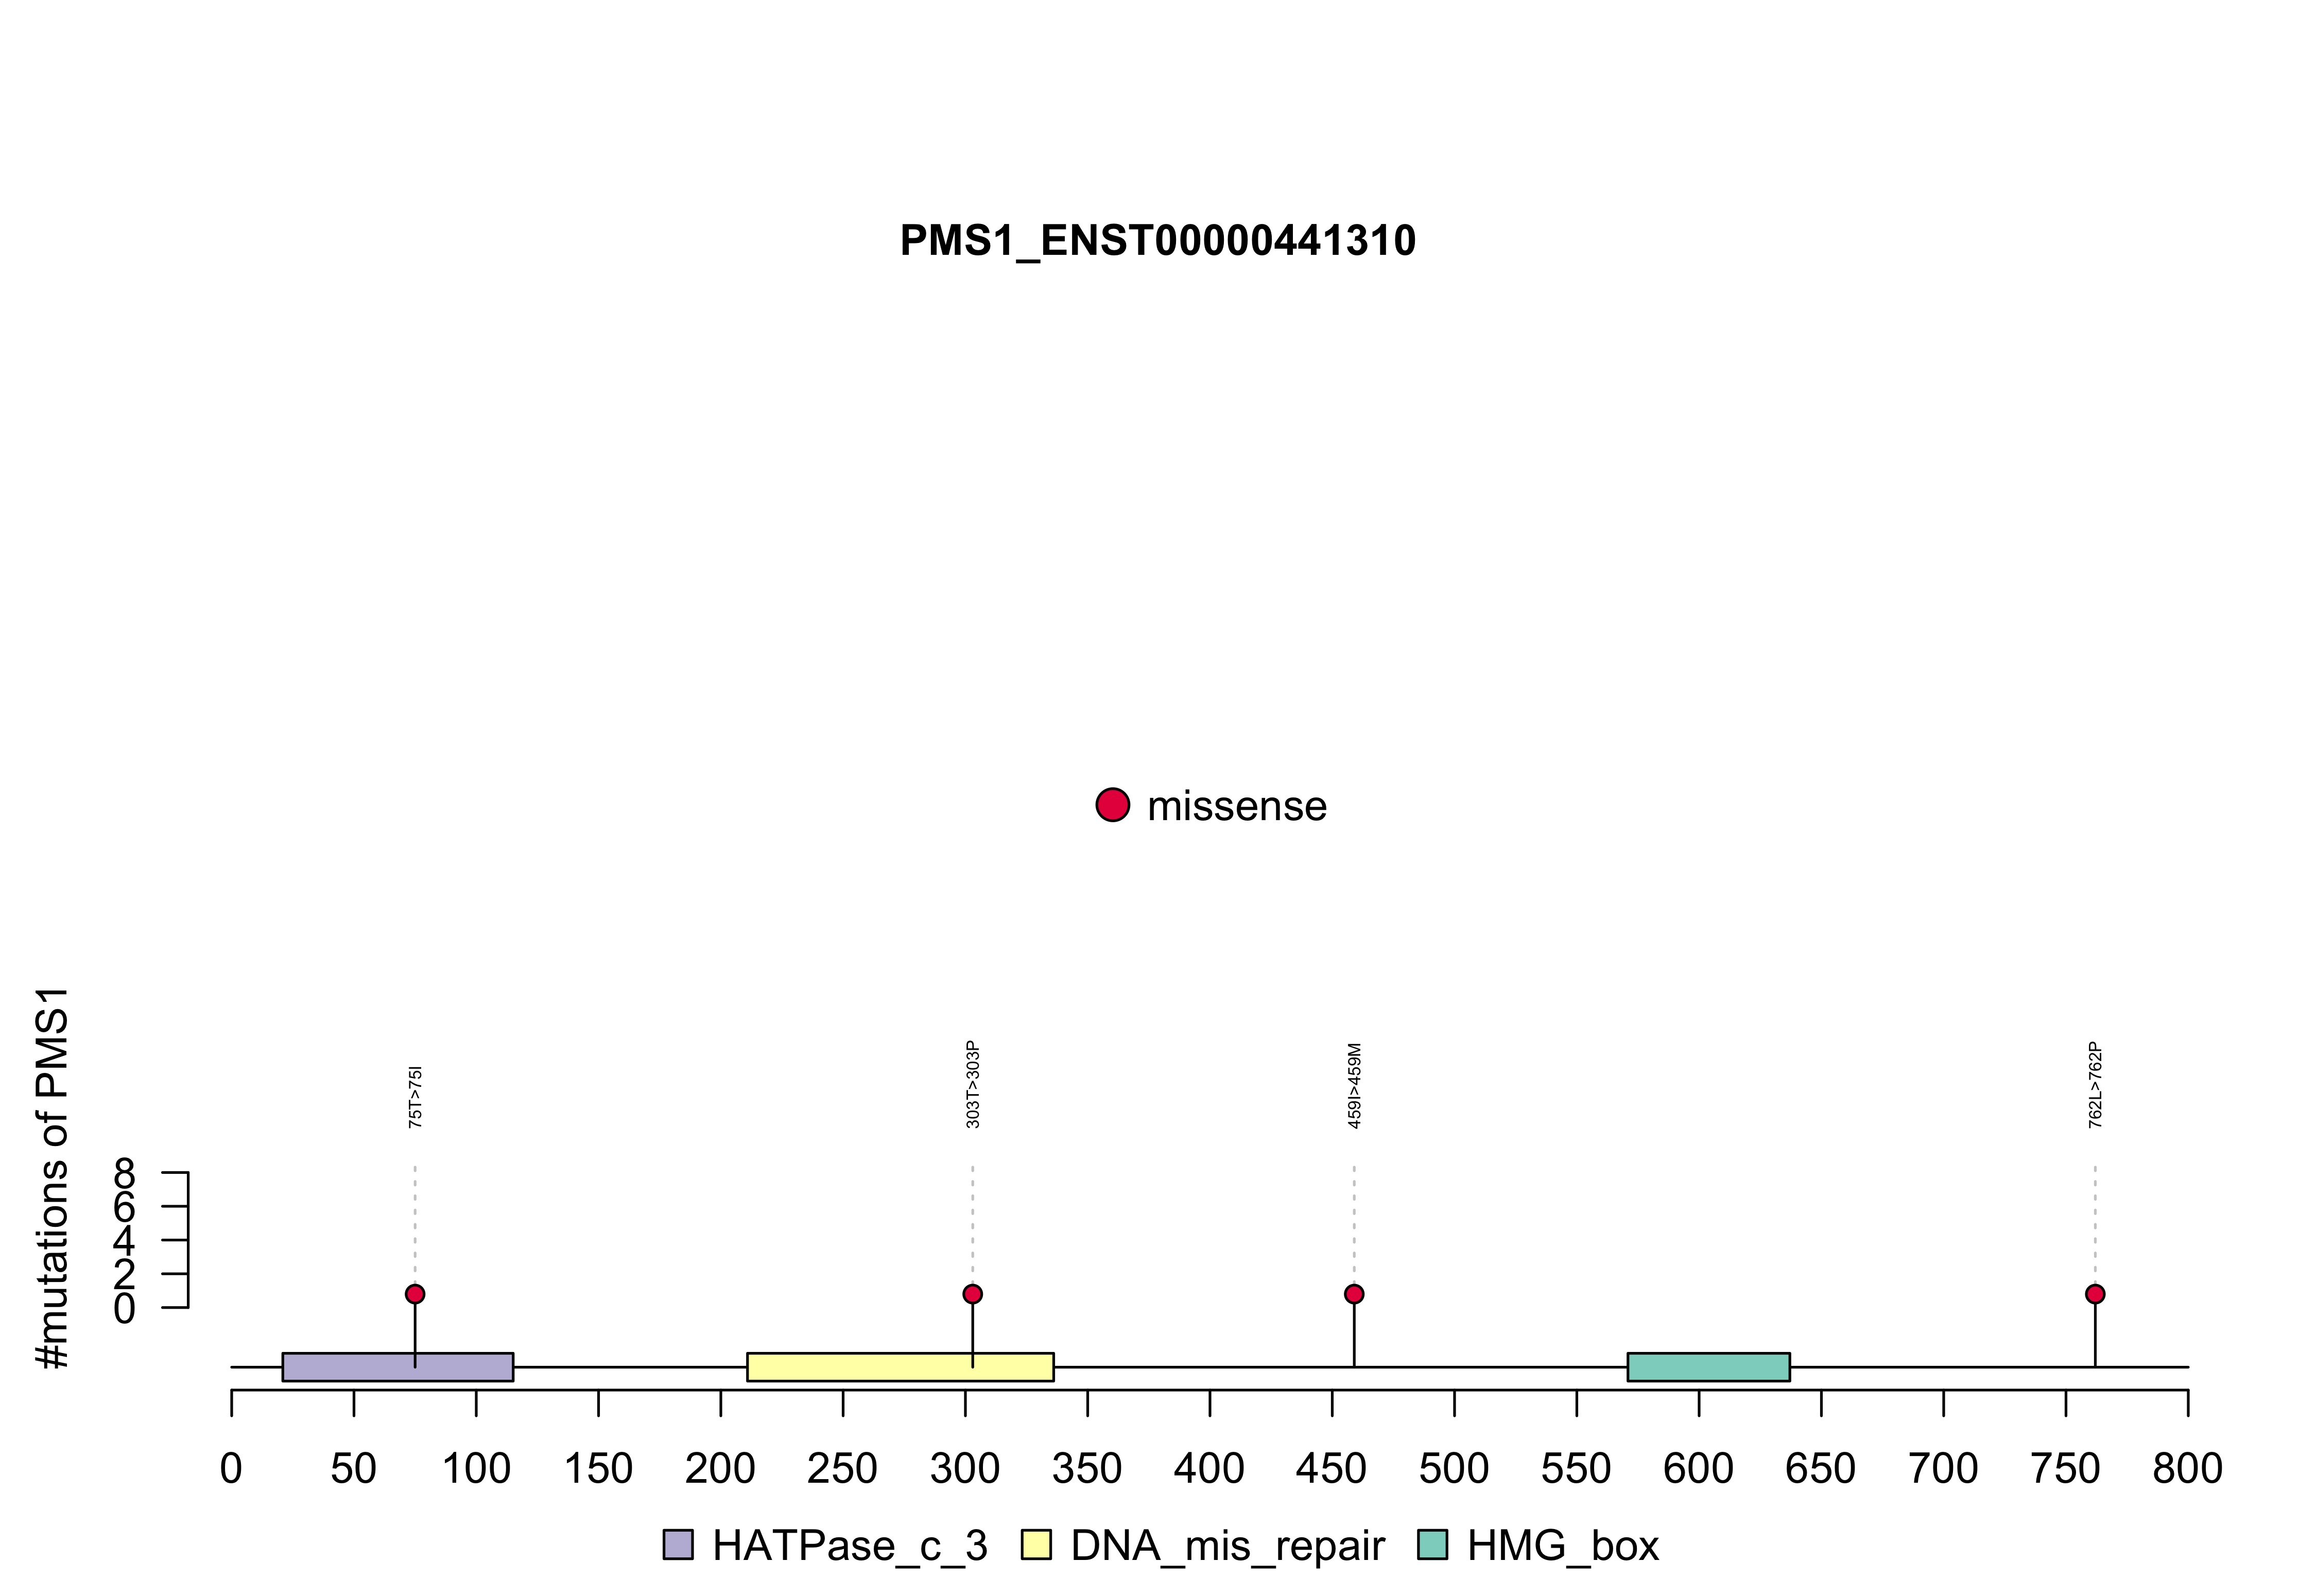 PMS1_ENST00000441310
missense
#mutations of PMS1
75T>75I
303T>303P
459I>459M
762L>762P
8
6
4
2
0
0 50 100 150 200 250 300 350 400 450 500 550 600 650 700 750 800
HATPase_c_3 DNA_mis_repair HMG_box